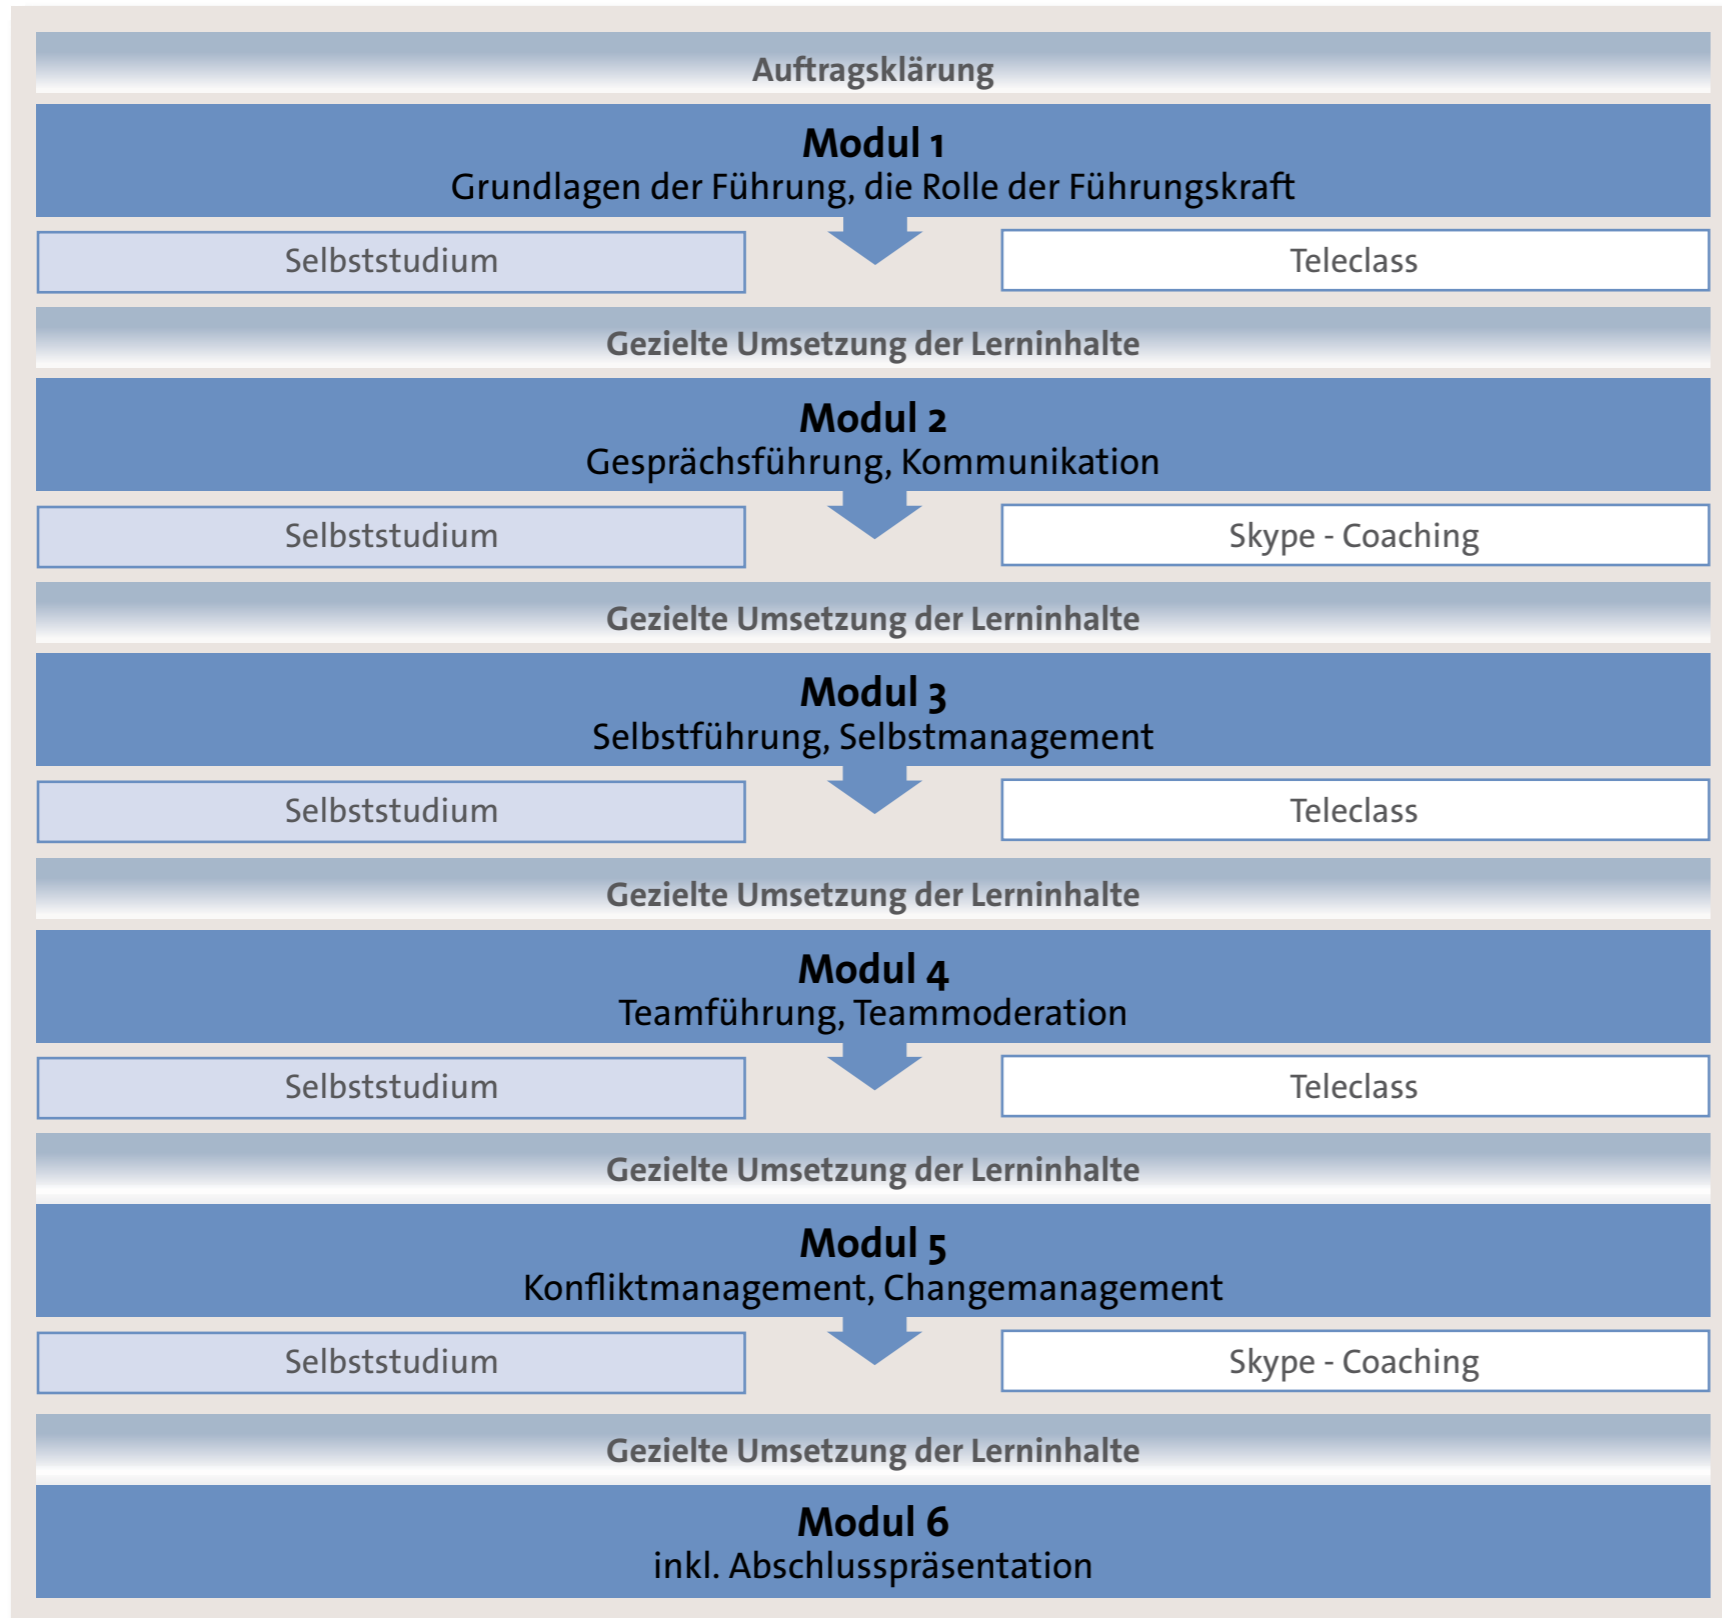 Auftragsklärung
Modul 1
Grundlagen der Führung, die Rolle der Führungskraft
Selbststudium
Teleclass
Gezielte Umsetzung der Lerninhalte
Modul 2
Gesprächsführung, Kommunikation
Selbststudium
Skype - Coaching
Gezielte Umsetzung der Lerninhalte
Modul 3
Selbstführung, Selbstmanagement
Selbststudium
Teleclass
Gezielte Umsetzung der Lerninhalte
Modul 4
Teamführung, Teammoderation
Selbststudium
Teleclass
Gezielte Umsetzung der Lerninhalte
Modul 5
Konfliktmanagement, Changemanagement
Selbststudium
Skype - Coaching
Gezielte Umsetzung der Lerninhalte
Modul 6
inkl. Abschlusspräsentation